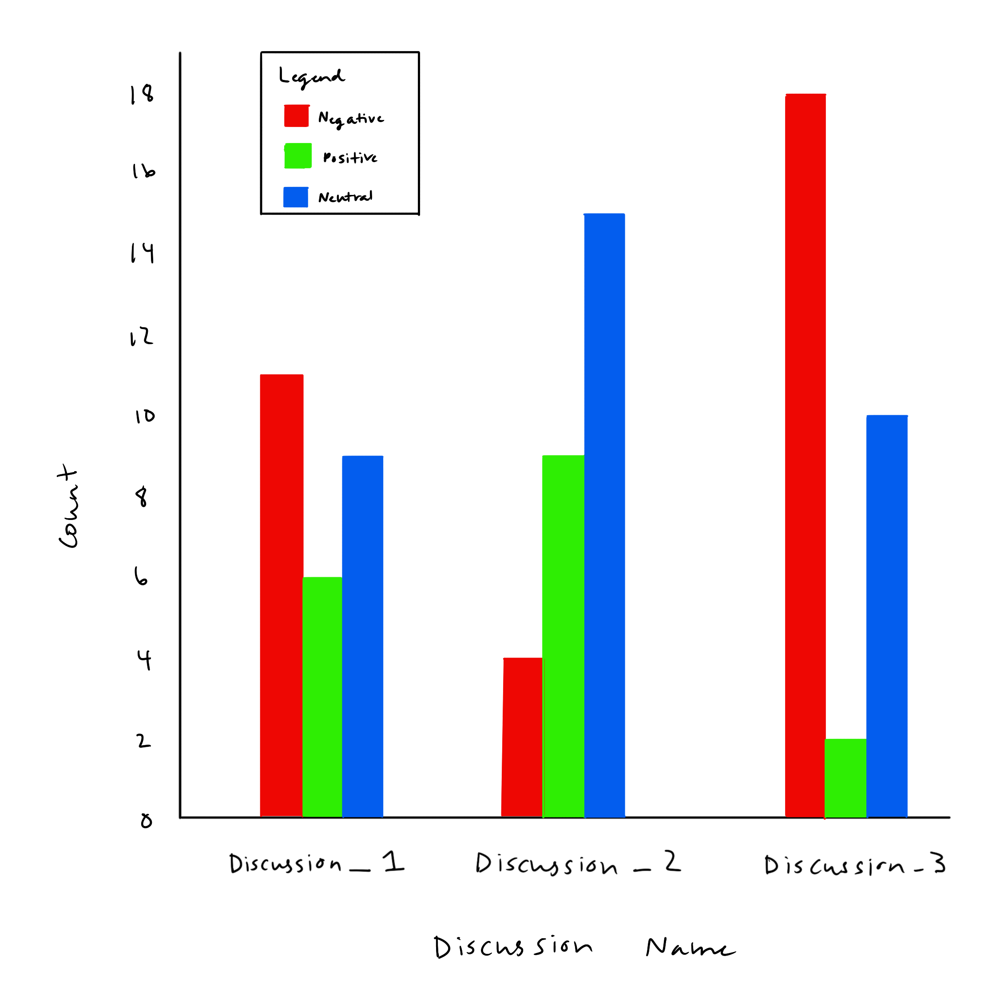 Legend
Negative
Positive
Neutral
18
16
14
12
10
8
6
4
2
0
Count
Discussion_1 Discussion_2 Discussion_3
Discussion Name